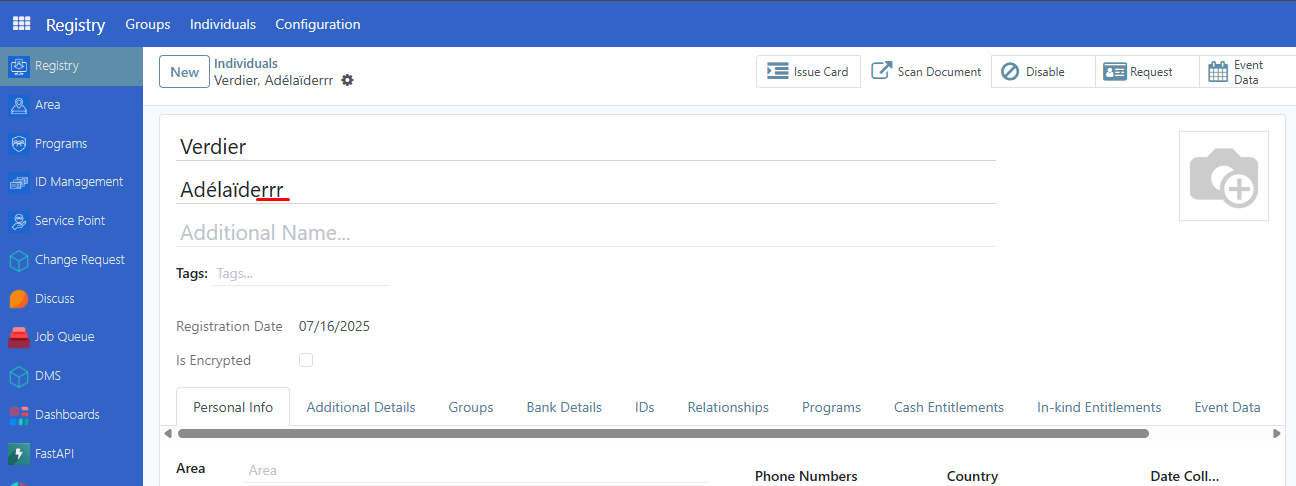 Registry Groups Individuals Configuration
Registry
Area
Programs
ID Management
Service Point
Change Request
Discuss
Job Queue
DMS
Dashboards
FastAPI
New
Individuals
Verdier, Adélaïderrr
Issue Card
Scan Document
Disable
Request
Event
Data
Verdier
Adélaïderrr
Additional Name...
Tags: Tags...
Registration Date 07/16/2025
Is Encrypted
Personal Info Additional Details Groups Bank Details IDs Relationships Programs Cash Entitlements In-kind Entitlements Event Data
Area Area
Phone Numbers Country Date Coll...